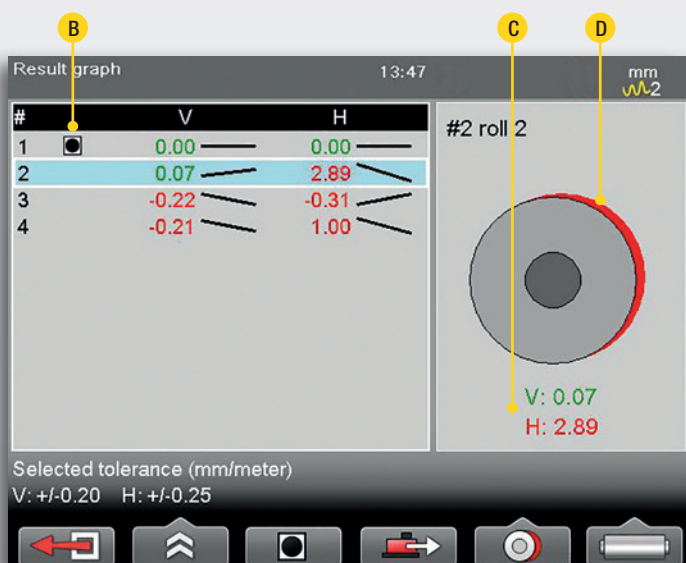 B C D
Result graph 13:47 mm
2
# V H
1 0.00 0.00
2 0.07 2.89
3 -0.22 -0.31
4 -0.21 1.00
#2 roll 2
V: 0.07
H: 2.89
Selected tolerance (mm/meter)
V: +/-0.20 H: +/-0.25